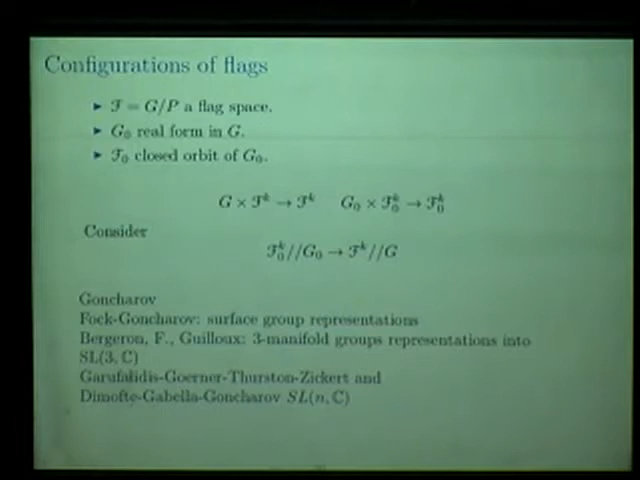 Configurations of flags
▸ ℱ = G/P a flag space.
▸ G₀ real form in G.
▸ ℱ₀ closed orbit of G₀.
G × ℱᵏ → ℱᵏ G₀ × ℱ₀ᵏ → ℱ₀ᵏ
Consider
ℱ₀ᵏ//G₀ → ℱᵏ//G
Goncharov
Fock-Goncharov: surface group representations
Bergeron, F., Guilloux: 3-manifold groups representations into
SL(3, ℂ)
Garufalidis-Goerner-Thurston-Zickert and
Dimofte-Gabella-Goncharov SL(n, ℂ)